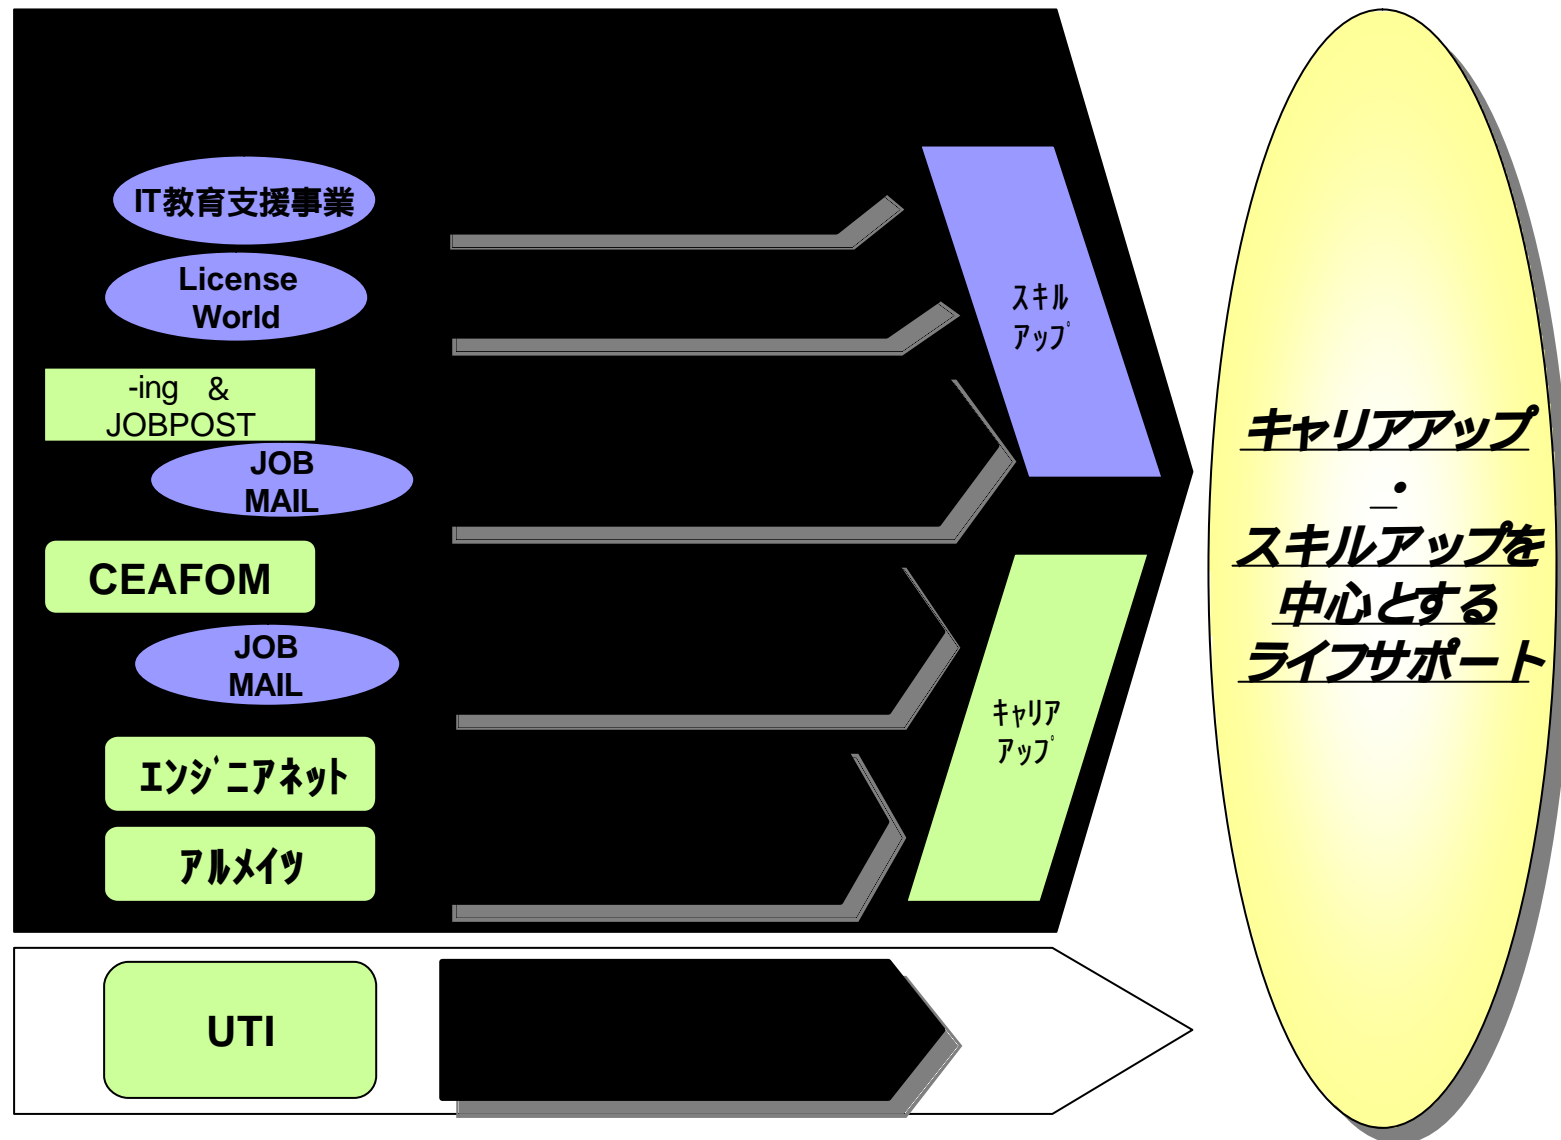 IT教育支援事業
License
World
-ing &
JOBPOST
JOB
MAIL
CEAFOM
JOB
MAIL
ｴﾝｼﾞﾆｱﾈｯﾄ
ｱﾙﾒｲﾂ
UTI
ｽｷﾙ
ｱｯﾌﾟ
ｷｬﾘｱ
ｱｯﾌﾟ
キャリアアップ
・
スキルアップを
中心とする
ライフサポート